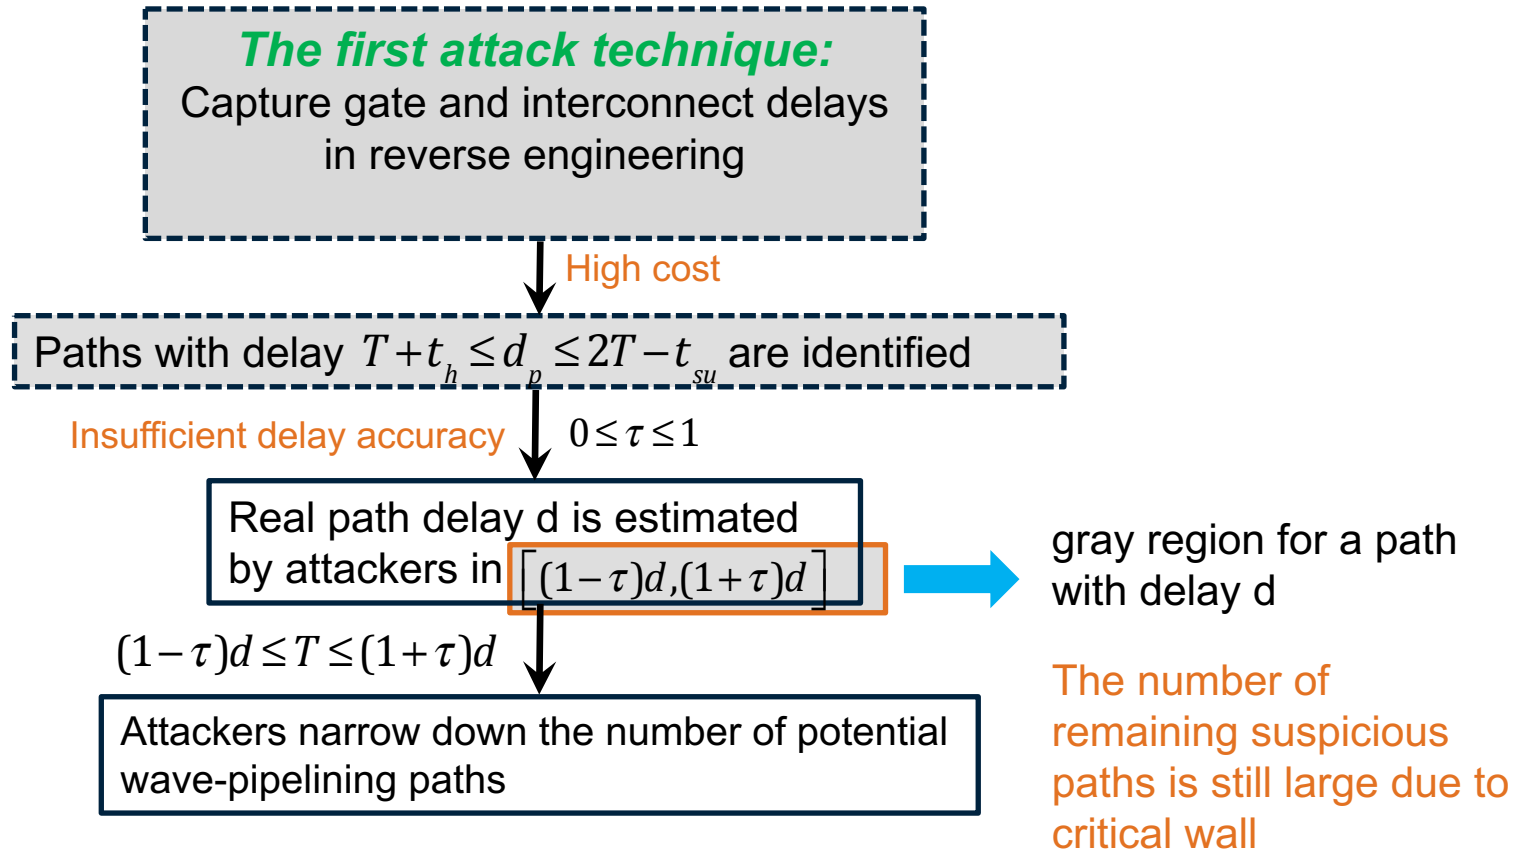 The first attack technique:
Capture gate and interconnect delays
in reverse engineering
High cost
Paths with delay T + t_h ≤ d_p ≤ 2T − t_su are identified
Insufficient delay accuracy
0 ≤ τ ≤ 1
Real path delay d is estimated
by attackers in [(1−τ)d,(1+τ)d]
gray region for a path
with delay d
(1−τ)d ≤ T ≤ (1+τ)d
Attackers narrow down the number of potential
wave-pipelining paths
The number of
remaining suspicious
paths is still large due to
critical wall